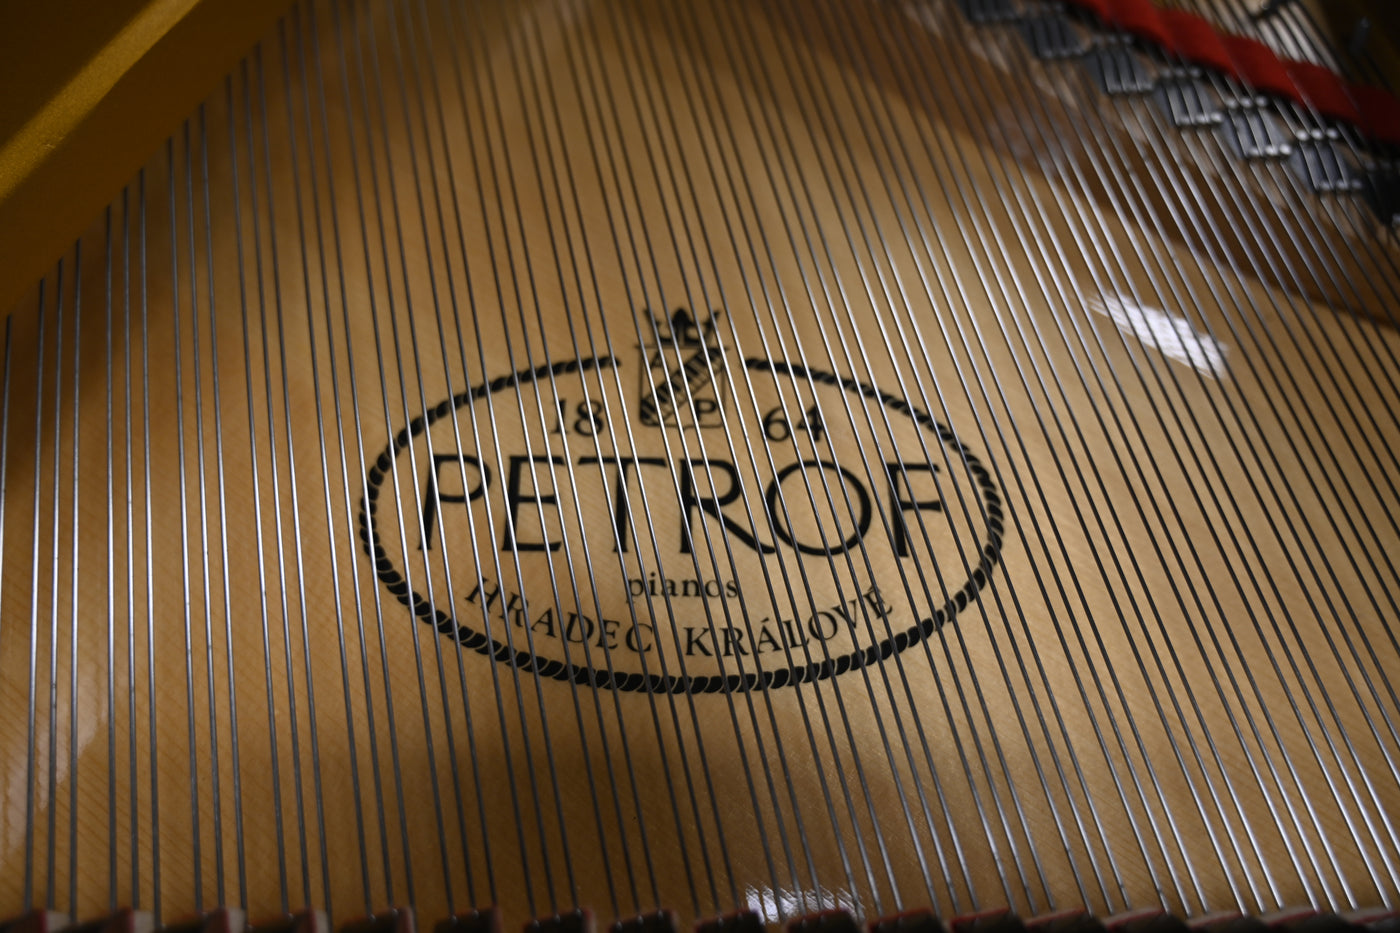 18 P 64
PETROF
pianos
HRADEC KRÁLOVÉ